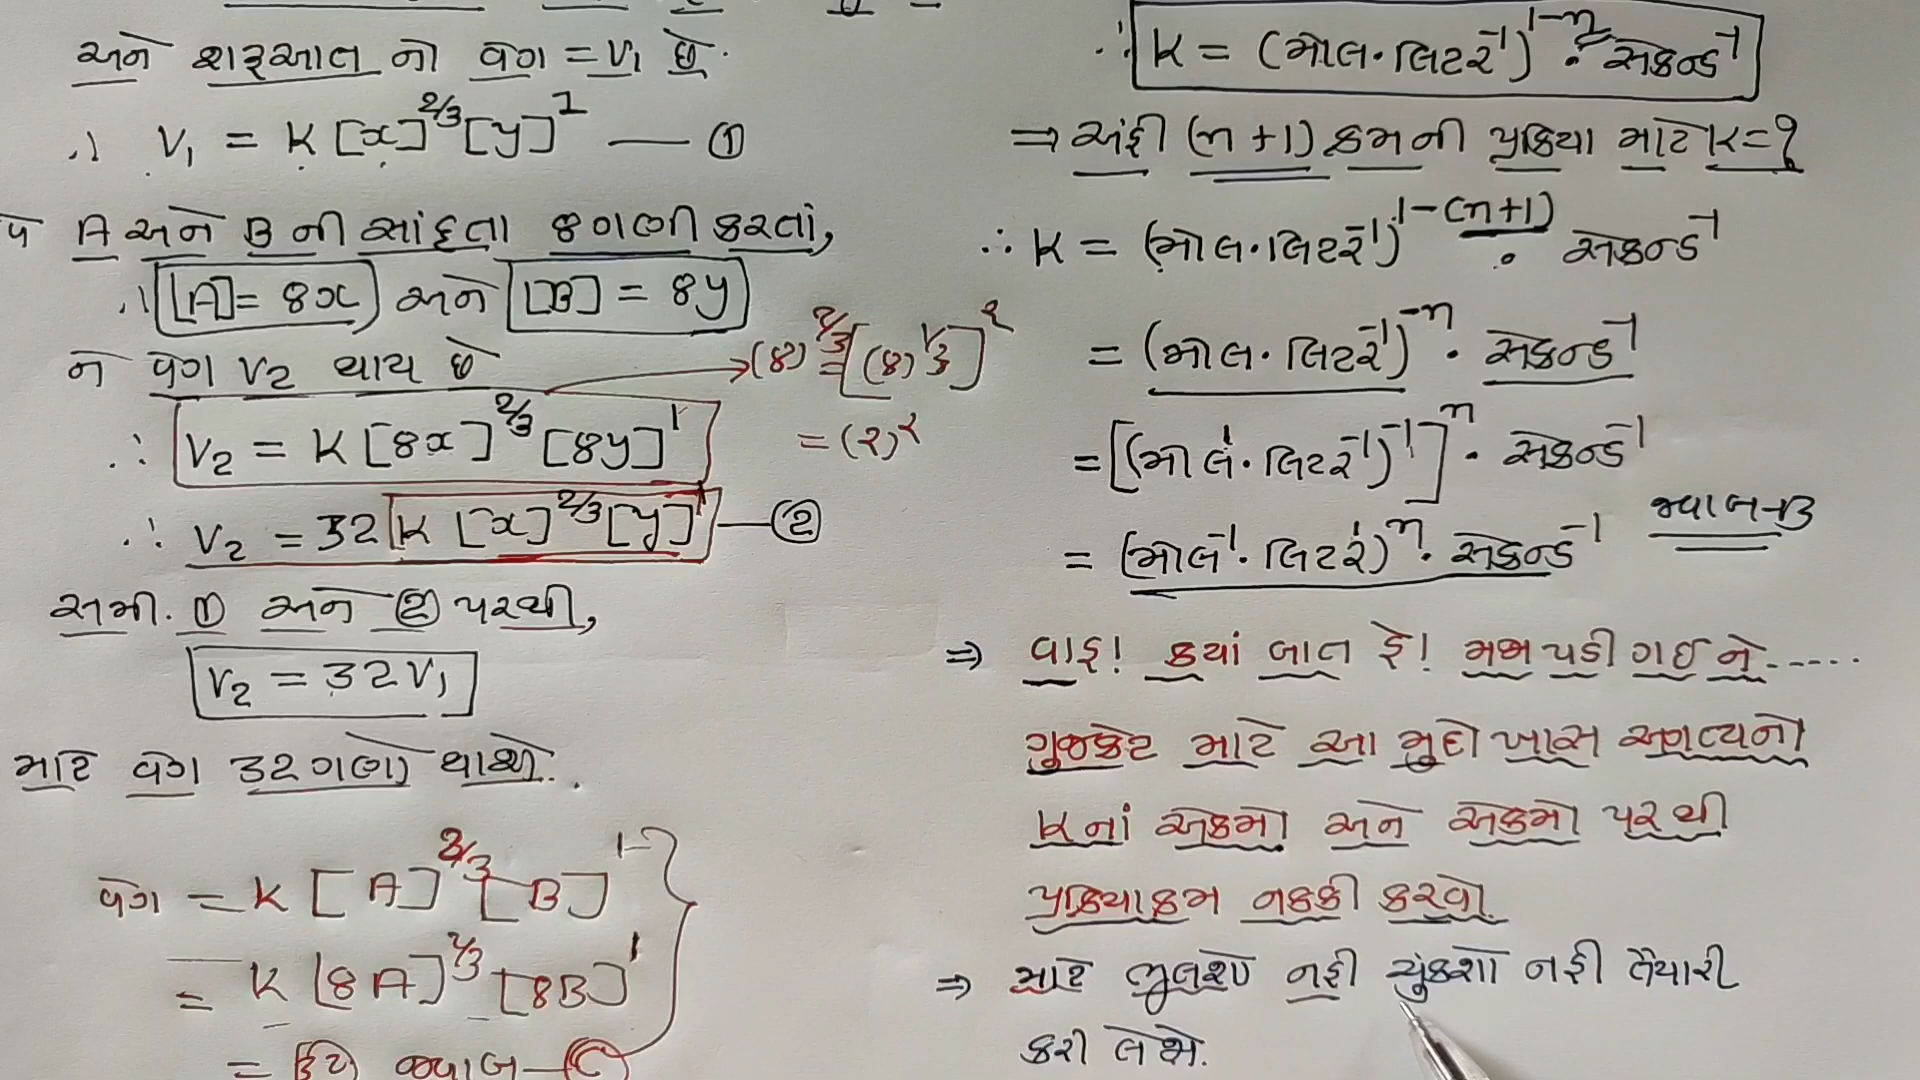 અને શરૂઆત નો વેગ = V₁ છે.
∴ V₁ = K [x]^2/3 [y]^1 — ①
A અને B ની સાંદ્રતા 8 ગણી કરતાં,
∴ [A] = 8x અને [B] = 8y
ને વેગ V₂ થાય છે
→ (8)^2/3 = [(8)^1/3]^2
= (2)^2
∴ V₂ = K [8x]^2/3 [8y]^1
∴ V₂ = 32 K [x]^2/3 [y]^1 — ②
સમી. ① અને ② પરથી,
V₂ = 32V₁
માટે વેગ 32 ગણો થાશે.
વેગ = K [A]^2/3 [B]^1
= K [8A]^2/3 [8B]^1
= 32 જવાબ – C
∴ K = (મોલ·લિટર⁻¹)^1-n · સેકન્ડ⁻¹
⇒ અહીં (n+1) ક્રમની પ્રક્રિયા માટે K = ?
∴ K = (મોલ·લિટર⁻¹)^1-(n+1) · સેકન્ડ⁻¹
= (મોલ·લિટર⁻¹)^-n · સેકન્ડ⁻¹
= [(મોલ¹·લિટર⁻¹)⁻¹]^n · સેકન્ડ⁻¹
= (મોલ⁻¹·લિટર¹)^n · સેકન્ડ⁻¹
જવાબ-B
⇒ વાહ! ક્યાં બાત હે! મજા પડી ગઈ ને.....
ગુજકેટ માટે આ મુદ્દો ખાસ અગત્યનો
K નાં એકમો અને એકમો પરથી
પ્રક્રિયાક્રમ નક્કી કરવો.
⇒ માટે ભુલશો નહી ચુંકશો નહી તૈયારી
કરી લેજો.